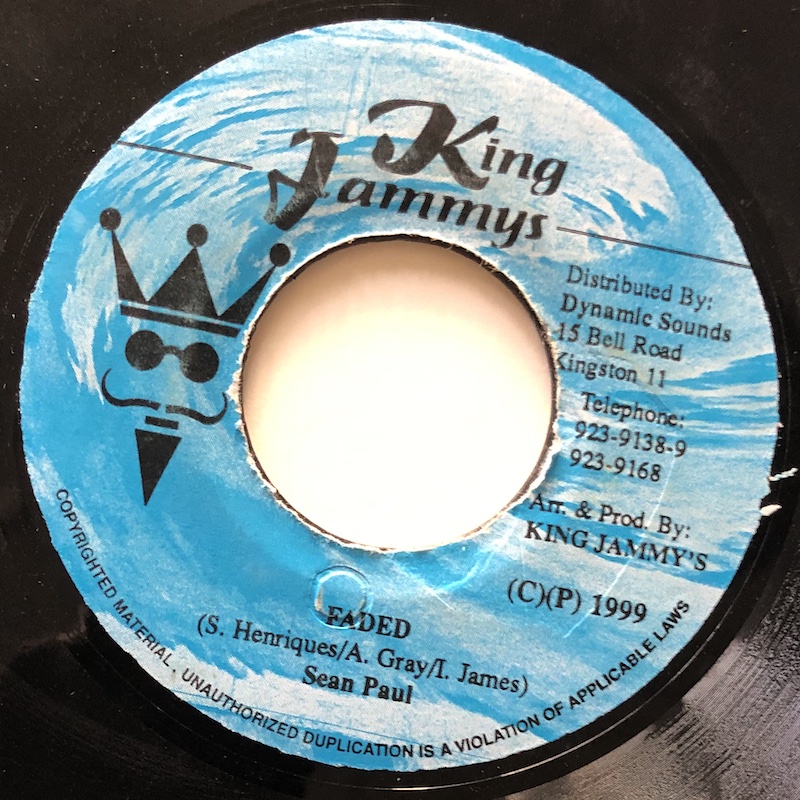 King
Jammys
Distributed By:
Dynamic Sounds
15 Bell Road
Kingston 11
Telephone:
923-9138-9
923-9168
Arr. & Prod. By:
KING JAMMY'S
(C)(P) 1999
FADED
(S. Henriques/A. Gray/I. James)
Sean Paul
COPYRIGHTED MATERIAL. UNAUTHORIZED DUPLICATION IS A VIOLATION OF APPLICABLE LAWS